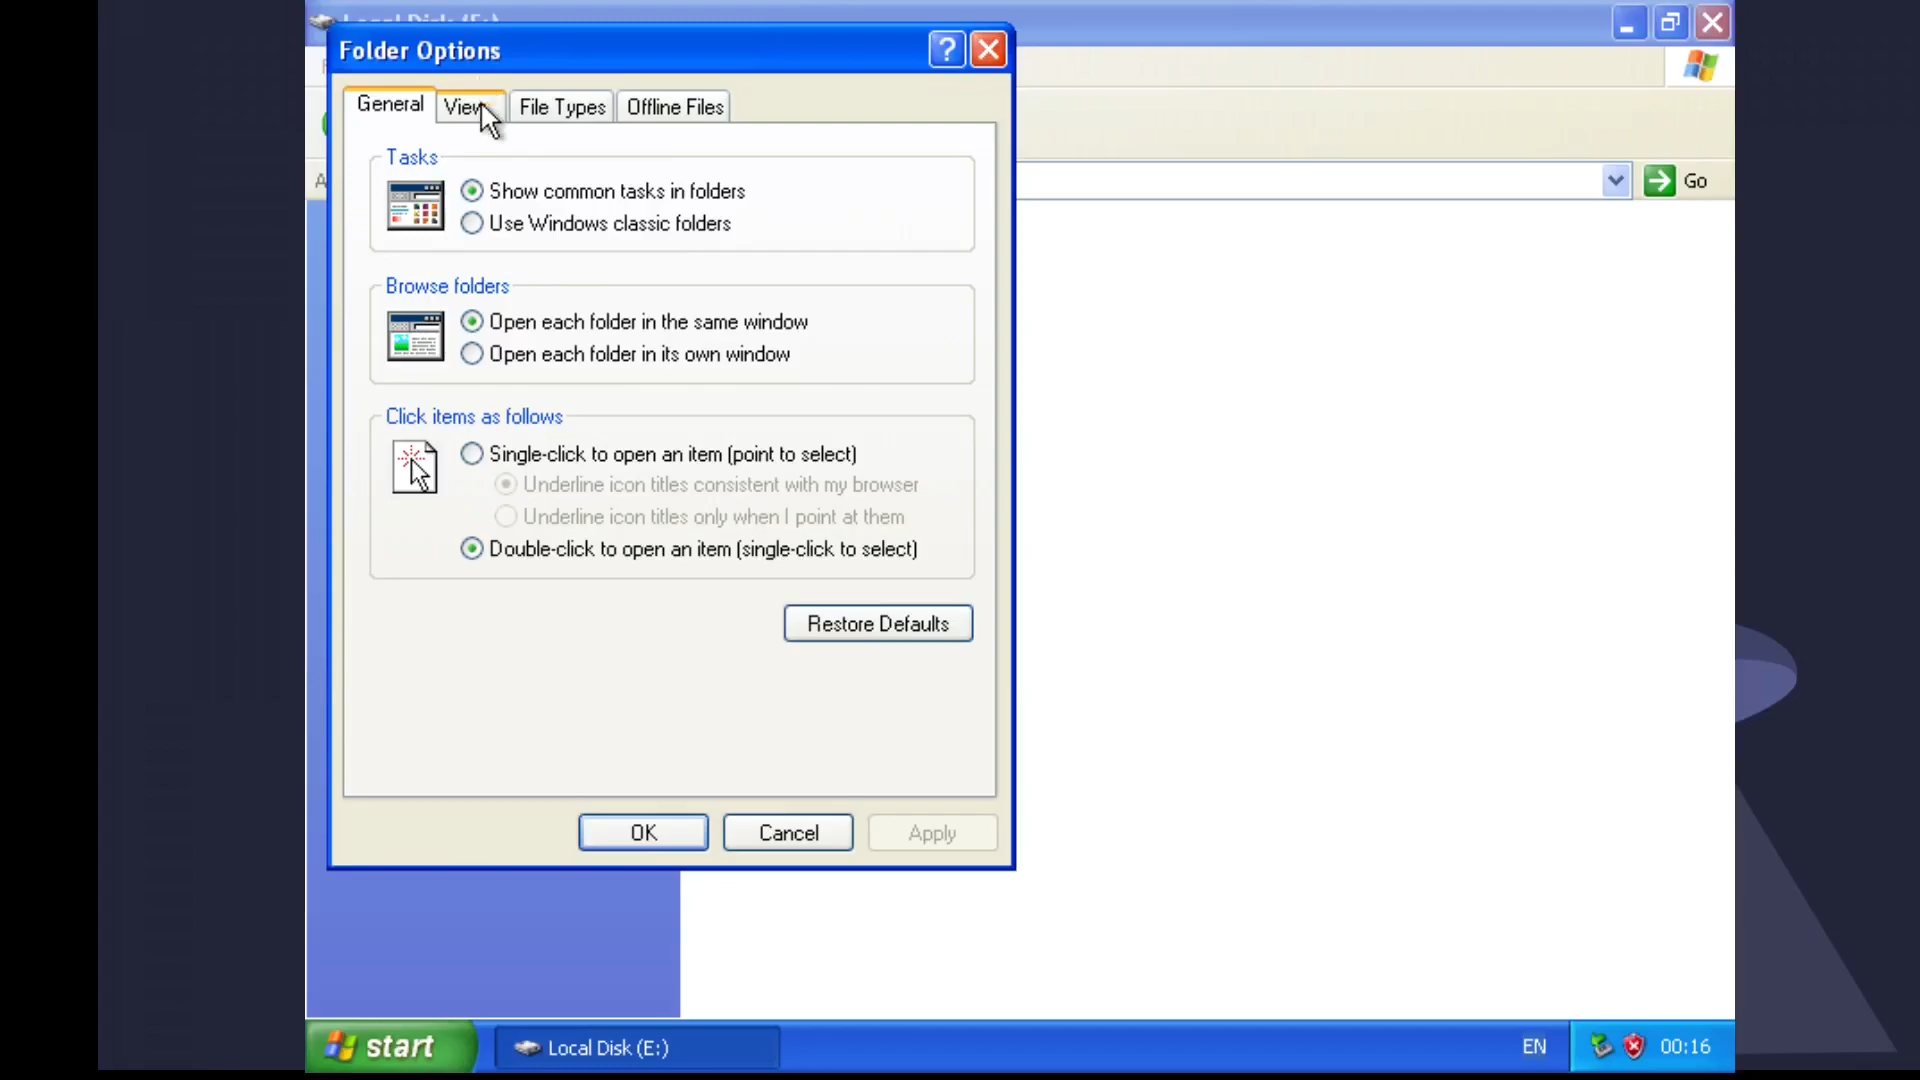 Local Disk (E:)
Folder Options
General View File Types Offline Files
Tasks
Show common tasks in folders
Use Windows classic folders
Go
Browse folders
Open each folder in the same window
Open each folder in its own window
Click items as follows
Single-click to open an item (point to select)
Underline icon titles consistent with my browser
Underline icon titles only when I point at them
Double-click to open an item (single-click to select)
Restore Defaults
OK Cancel Apply
start Local Disk (E:) EN 00:16